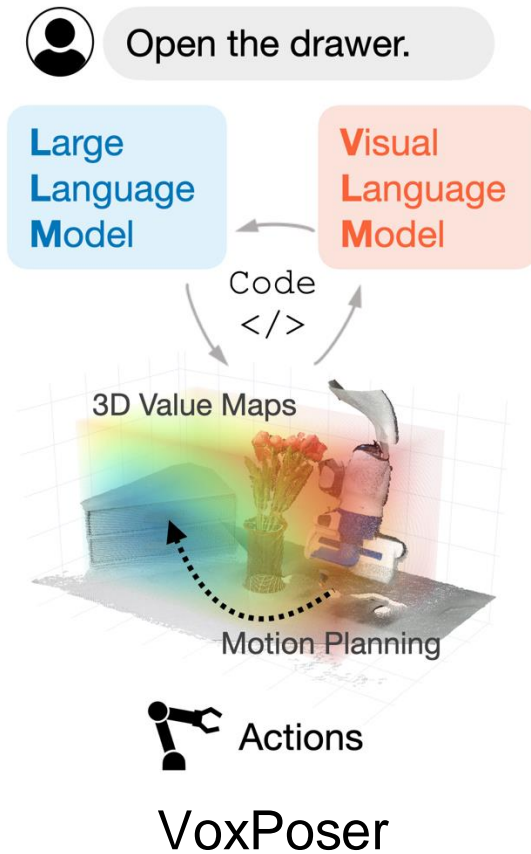 Open the drawer.
Large
Language
Model
Visual
Language
Model
Code
</>
3D Value Maps
Motion Planning
Actions
VoxPoser